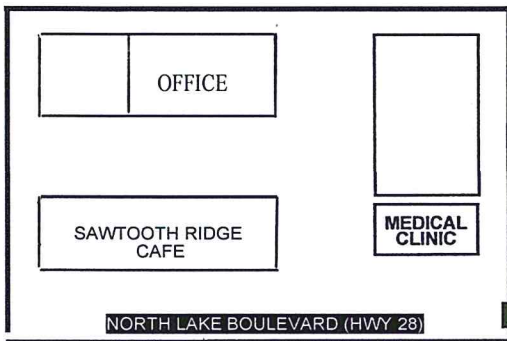 OFFICE
SAWTOOTH RIDGE
CAFE
MEDICAL
CLINIC
NORTH LAKE BOULEVARD (HWY 28)